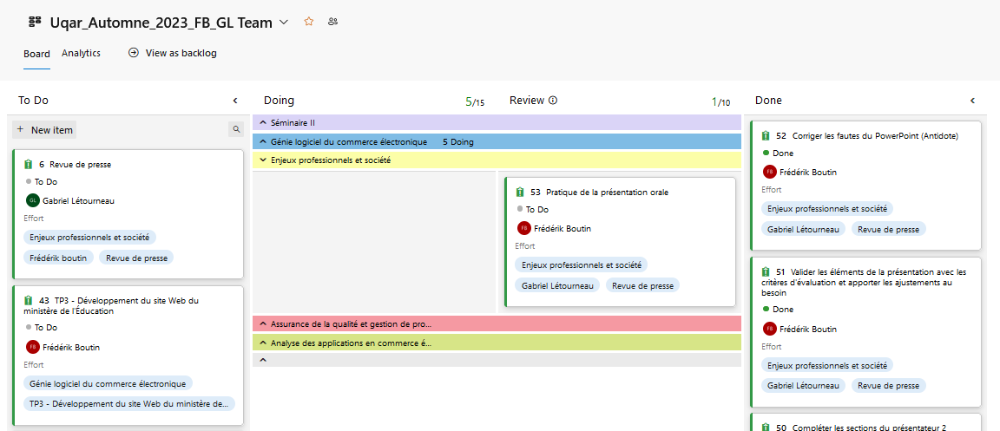 Uqar_Automne_2023_FB_GL Team
Board Analytics View as backlog
To Do
New item
6 Revue de presse
To Do
GL Gabriel Létourneau
Effort
Enjeux professionnels et société
Frédérik boutin Revue de presse
43 TP3 - Développement du site Web du
ministère de l'Éducation
To Do
FB Frédérik Boutin
Effort
Génie logiciel du commerce électronique
TP3 - Développement du site Web du ministère de...
Doing 5/15
Review 1/10
Séminaire II
Génie logiciel du commerce électronique 5 Doing
Enjeux professionnels et société
53 Pratique de la présentation orale
To Do
FB Frédérik Boutin
Effort
Enjeux professionnels et société
Gabriel Létourneau Revue de presse
Assurance de la qualité et gestion de pro...
Analyse des applications en commerce é...
Done
52 Corriger les fautes du PowerPoint (Antidote)
Done
FB Frédérik Boutin
Effort
Enjeux professionnels et société
Gabriel Létourneau Revue de presse
51 Valider les éléments de la présentation avec les
critères d'évaluation et apporter les ajustements au
besoin
Done
FB Frédérik Boutin
Effort
Enjeux professionnels et société
Gabriel Létourneau Revue de presse
50 Compléter les sections du présentateur 2